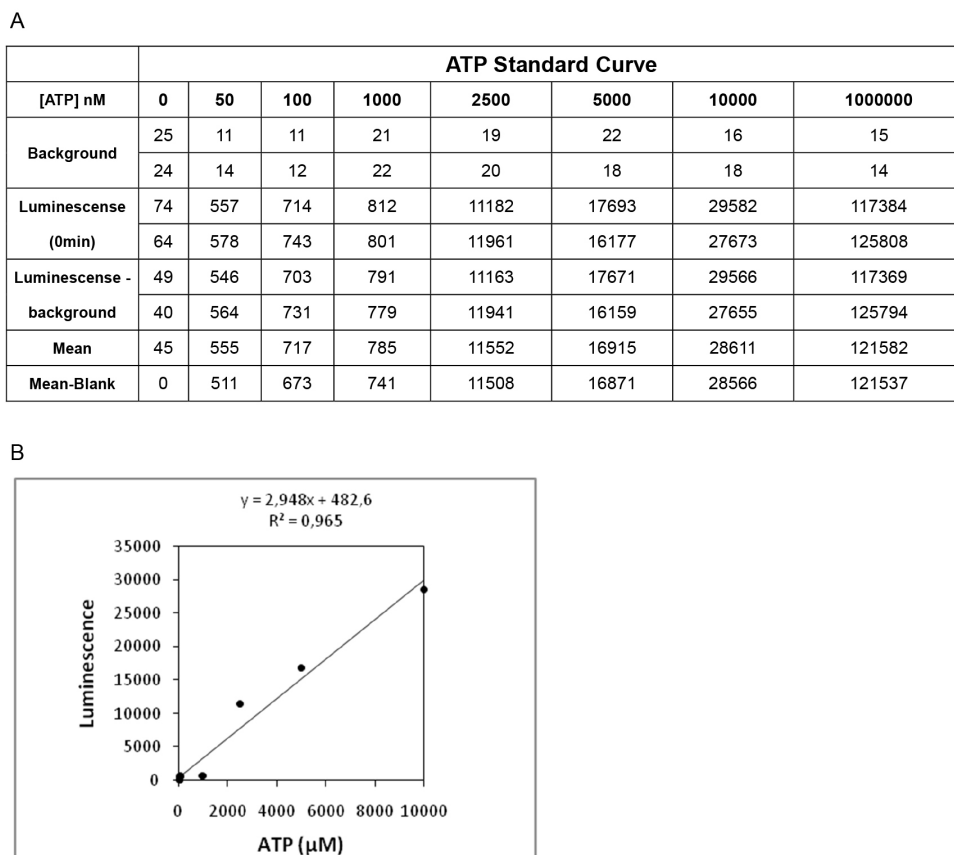 A
ATP Standard Curve
[ATP] nM 0 50 100 1000 2500 5000 10000 1000000
Background 25 11 11 21 19 22 16 15
24 14 12 22 20 18 18 14
Luminescense 74 557 714 812 11182 17693 29582 117384
(0min) 64 578 743 801 11961 16177 27673 125808
Luminescense - 49 546 703 791 11163 17671 29566 117369
background 40 564 731 779 11941 16159 27655 125794
Mean 45 555 717 785 11552 16915 28611 121582
Mean-Blank 0 511 673 741 11508 16871 28566 121537
B
y = 2,948x + 482,6
R² = 0,965
35000
30000
25000
20000
15000
10000
5000
0
Luminescence
0 2000 4000 6000 8000 10000
ATP (µM)